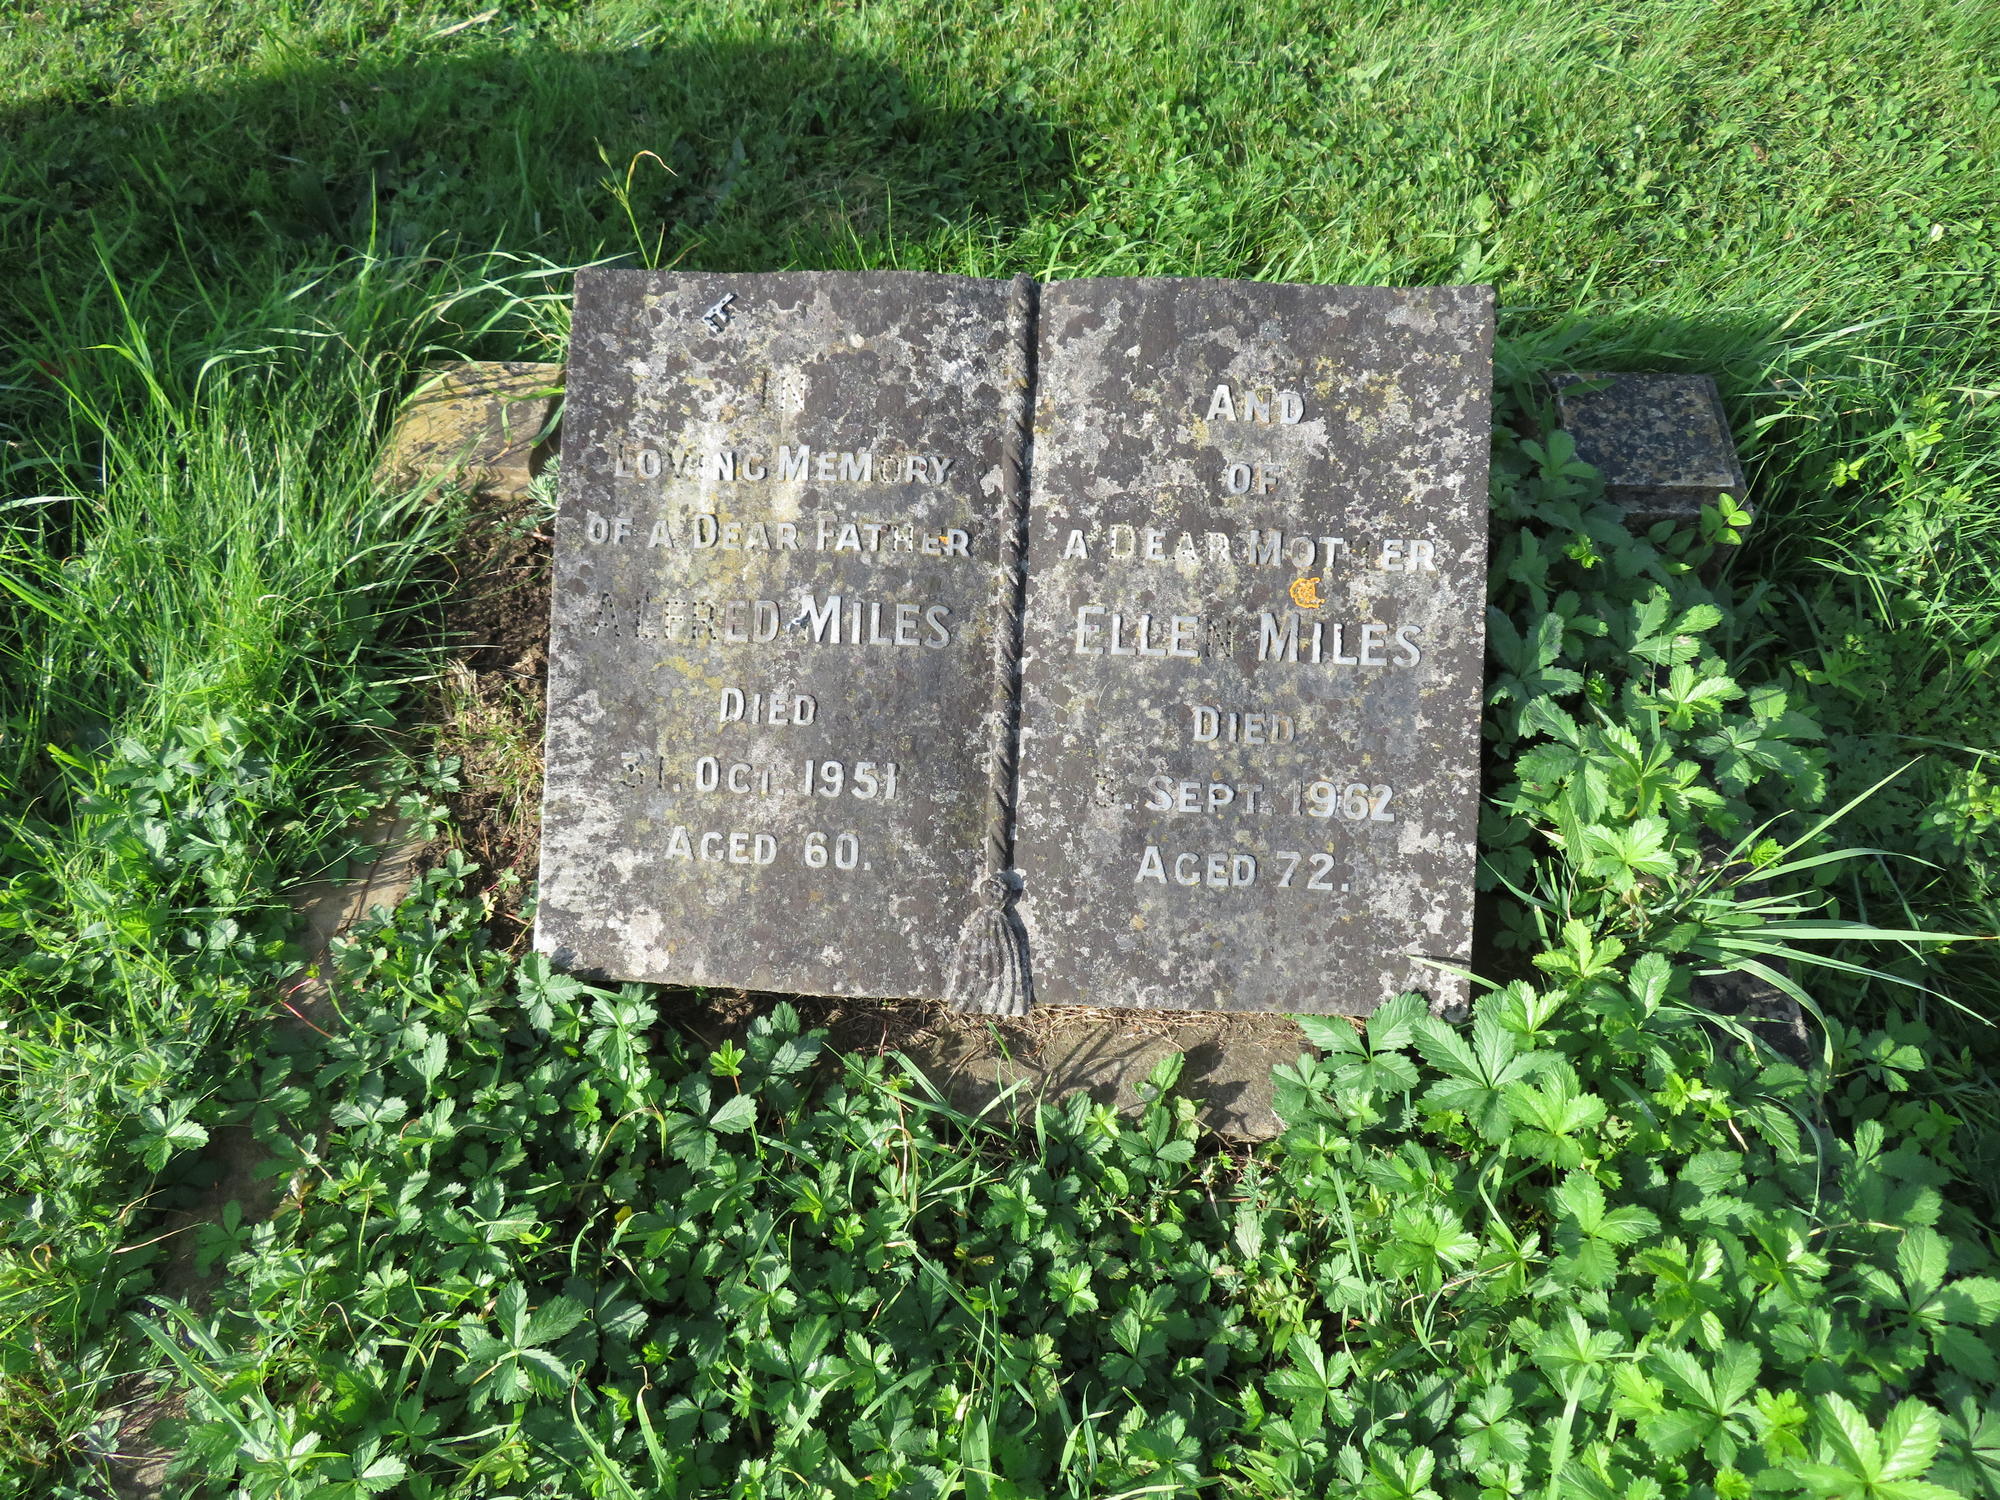 IN
LOVING MEMORY
OF A DEAR FATHER
ALFRED MILES
DIED
31. OCT. 1951
AGED 60.
AND
OF
A DEAR MOTHER
ELLEN MILES
DIED
SEPT. 1962
AGED 72.